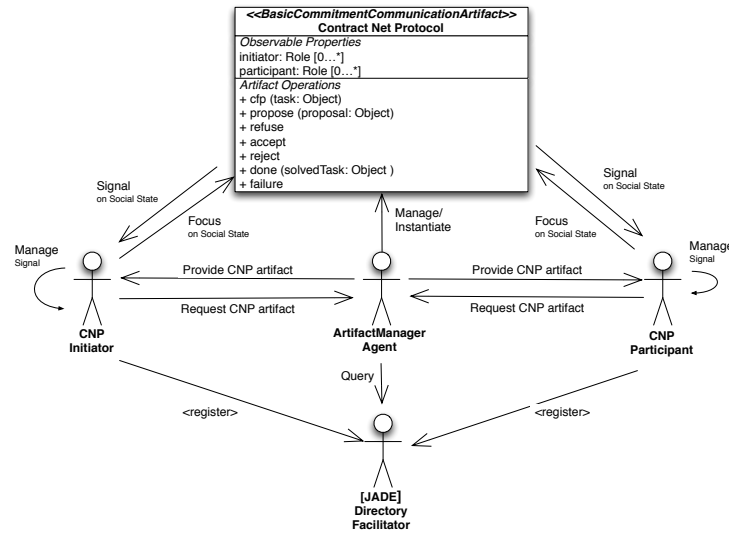 <<BasicCommitmentCommunicationArtifact>>
Contract Net Protocol
Observable Properties
initiator: Role [0...*]
participant: Role [0...*]
Artifact Operations
+ cfp (task: Object)
+ propose (proposal: Object)
+ refuse
+ accept
+ reject
+ done (solvedTask: Object )
+ failure
Signal
on Social State
Focus
on Social State
Manage/
Instantiate
Signal
on Social State
Focus
on Social State
Manage
Signal
Provide CNP artifact
Provide CNP artifact
Manage
Signal
Request CNP artifact
Request CNP artifact
CNP
Initiator
ArtifactManager
Agent
CNP
Participant
Query
<register>
<register>
[JADE]
Directory
Facilitator